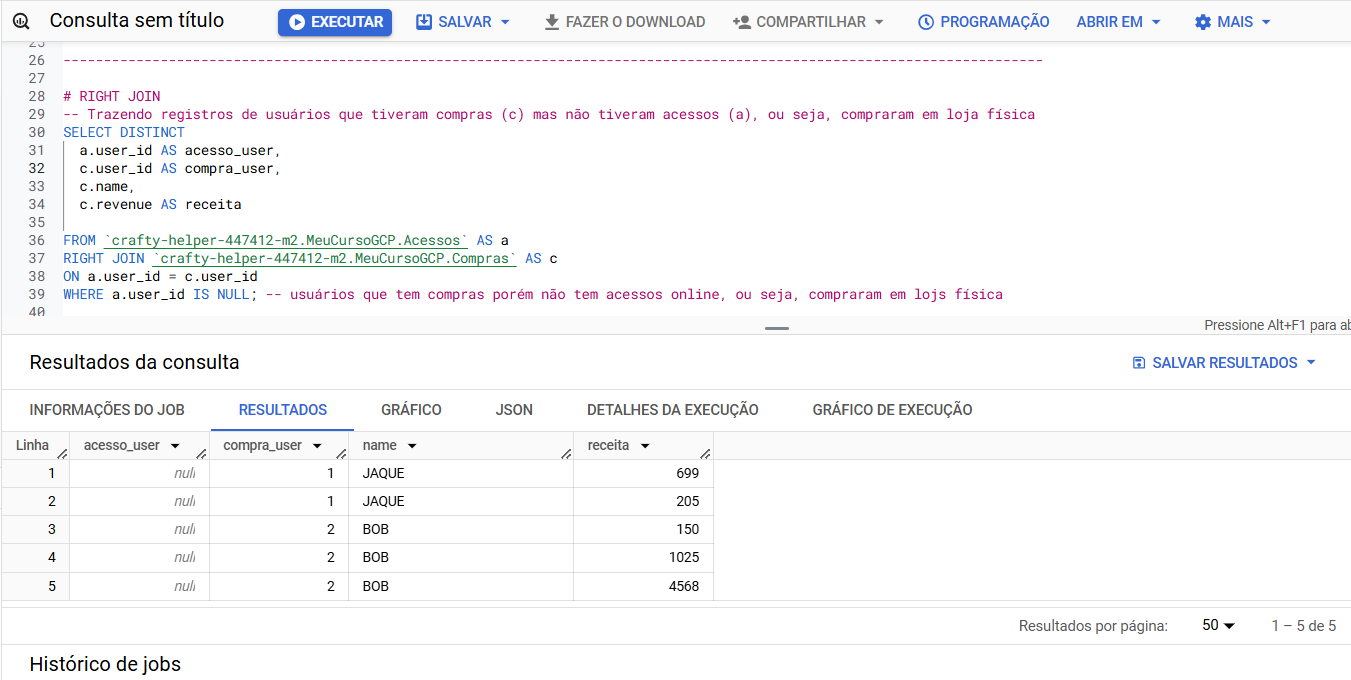 Consulta sem título EXECUTAR SALVAR FAZER O DOWNLOAD COMPARTILHAR PROGRAMAÇÃO ABRIR EM MAIS
25
26 ------------------------------------------------------------------------------------------------------------------------
27
28 # RIGHT JOIN
29 -- Trazendo registros de usuários que tiveram compras (c) mas não tiveram acessos (a), ou seja, compraram em loja física
30 SELECT DISTINCT
31 a.user_id AS acesso_user,
32 c.user_id AS compra_user,
33 c.name,
34 c.revenue AS receita
35
36 FROM `crafty-helper-447412-m2.MeuCursoGCP.Acessos` AS a
37 RIGHT JOIN `crafty-helper-447412-m2.MeuCursoGCP.Compras` AS c
38 ON a.user_id = c.user_id
39 WHERE a.user_id IS NULL; -- usuários que tem compras porém não tem acessos online, ou seja, compraram em lojs física
40
Pressione Alt+F1 para ab
Resultados da consulta SALVAR RESULTADOS
INFORMAÇÕES DO JOB RESULTADOS GRÁFICO JSON DETALHES DA EXECUÇÃO GRÁFICO DE EXECUÇÃO
Linha acesso_user compra_user name receita
1 null 1 JAQUE 699
2 null 1 JAQUE 205
3 null 2 BOB 150
4 null 2 BOB 1025
5 null 2 BOB 4568
Resultados por página: 50 1 – 5 de 5
Histórico de jobs